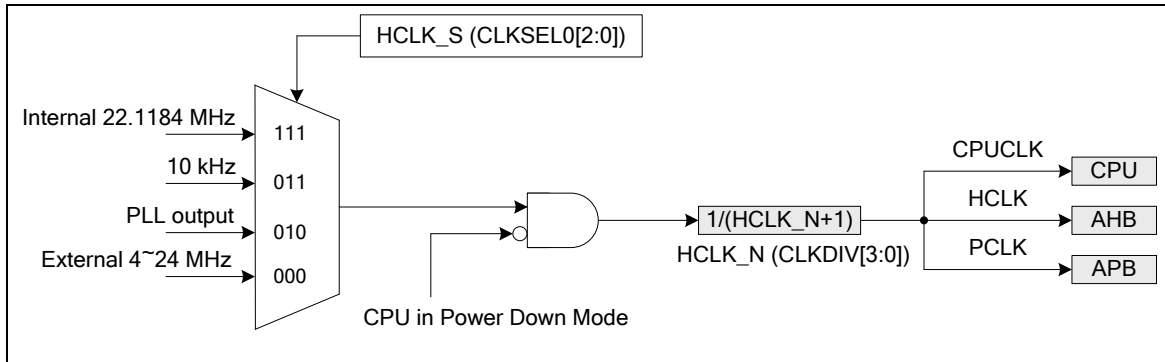 HCLK_S (CLKSEL0[2:0])
Internal 22.1184 MHz
111
10 kHz
011
PLL output
010
External 4~24 MHz
000
CPU in Power Down Mode
1/(HCLK_N+1)
HCLK_N (CLKDIV[3:0])
CPUCLK
CPU
HCLK
AHB
PCLK
APB